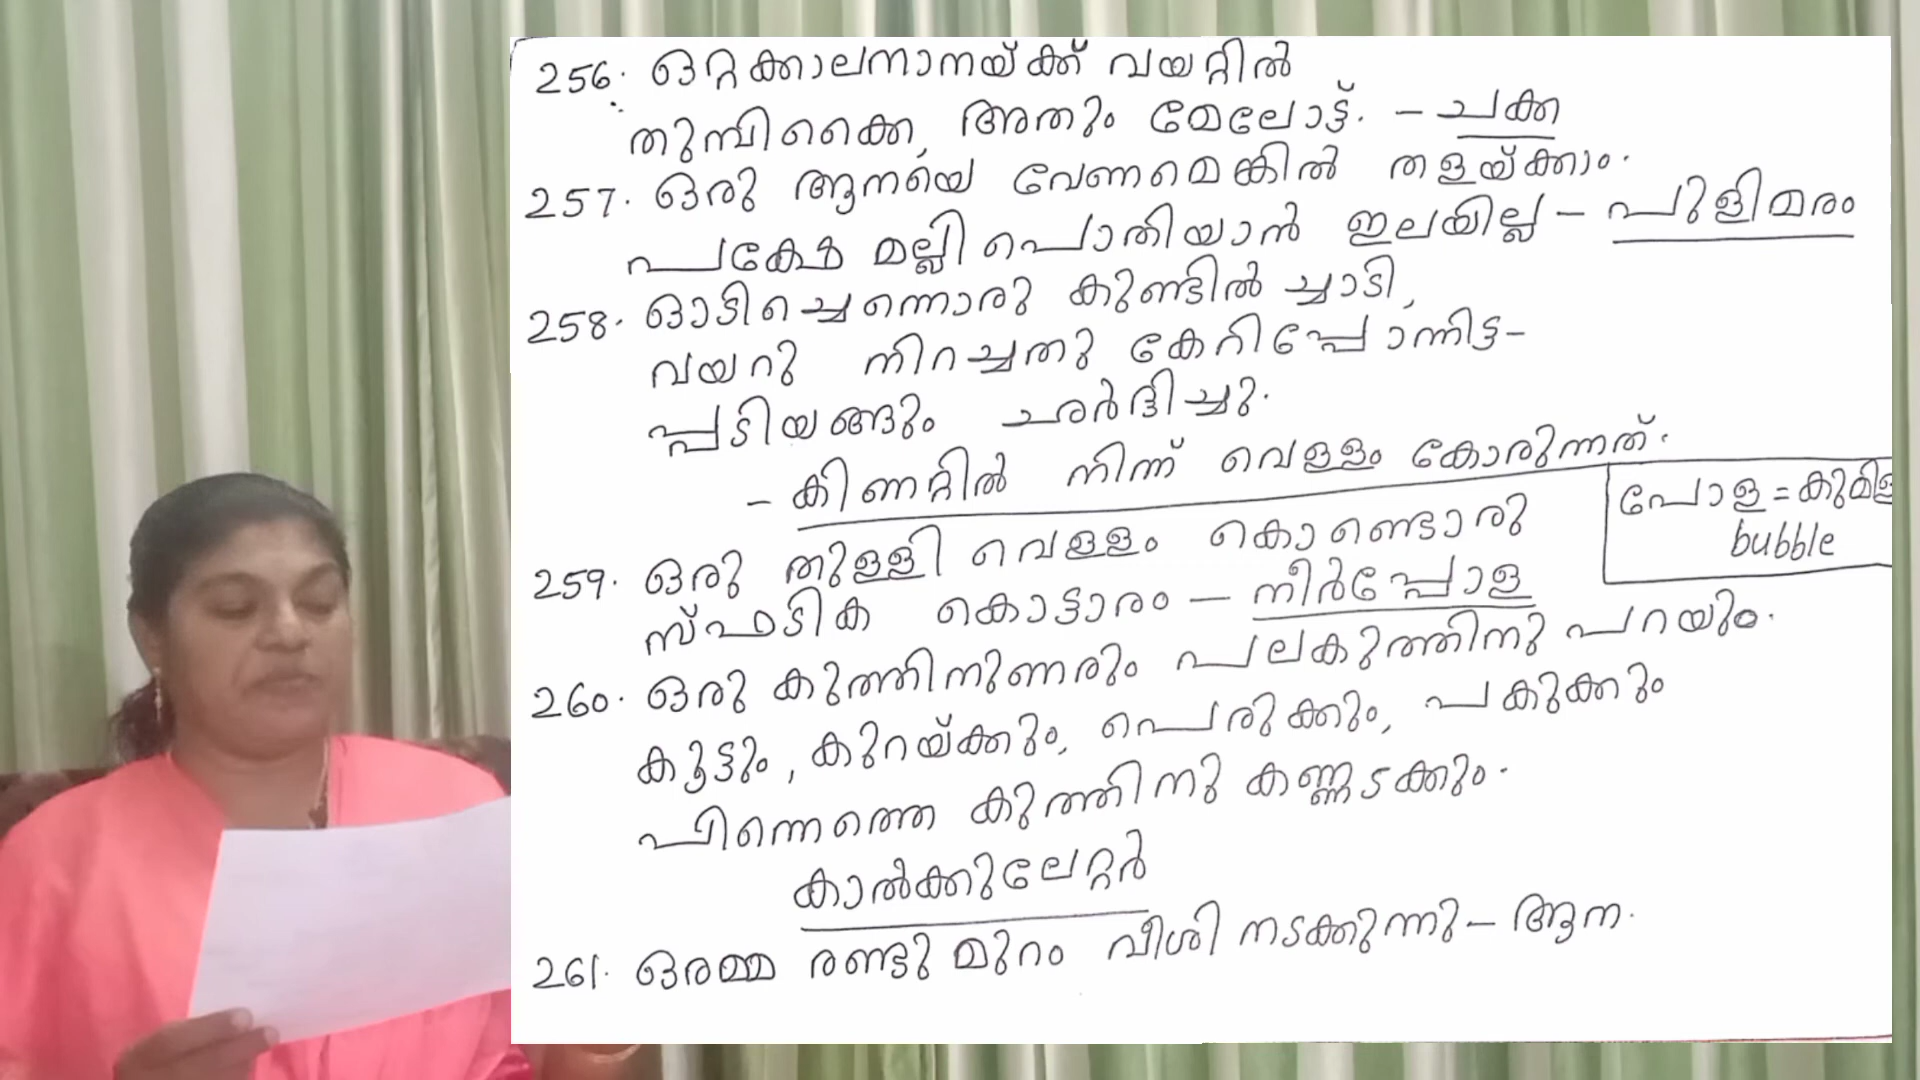 256. ഒറ്റക്കാലനാനയ്ക്ക് വയറ്റിൽ
തുമ്പിക്കൈ, അതും മേലോട്ട്. - ചക്ക
257. ഒരു ആനയെ വേണമെങ്കിൽ തളയ്ക്കാം.
പക്ഷേ മല്ലി പൊതിയാൻ ഇലയില്ല - പുളിമരം
258. ഓടിച്ചെന്നൊരു കുണ്ടിൽ ച്ചാടി,
വയറു നിറച്ചതു കേറിപ്പോന്നിട്ട-
പ്പടിയങ്ങും ഛർദ്ദിച്ചു.
- കിണറ്റിൽ നിന്ന് വെള്ളം കോരുന്നത്.
259. ഒരു തുള്ളി വെള്ളം കൊണ്ടൊരു
സ്ഫടിക കൊട്ടാരം - നീർപ്പോള
പോള = കുമിള
bubble
260. ഒരു കുത്തിനുണരും പലകുത്തിനു പറയും.
കൂട്ടും, കുറയ്ക്കും, പെരുക്കും, പകുക്കും
പിന്നെത്തെ കുത്തിനു കണ്ണടക്കും.
കാൽക്കുലേറ്റർ
261. ഒരമ്മ രണ്ടു മുറം വീശി നടക്കുന്നു - ആന.